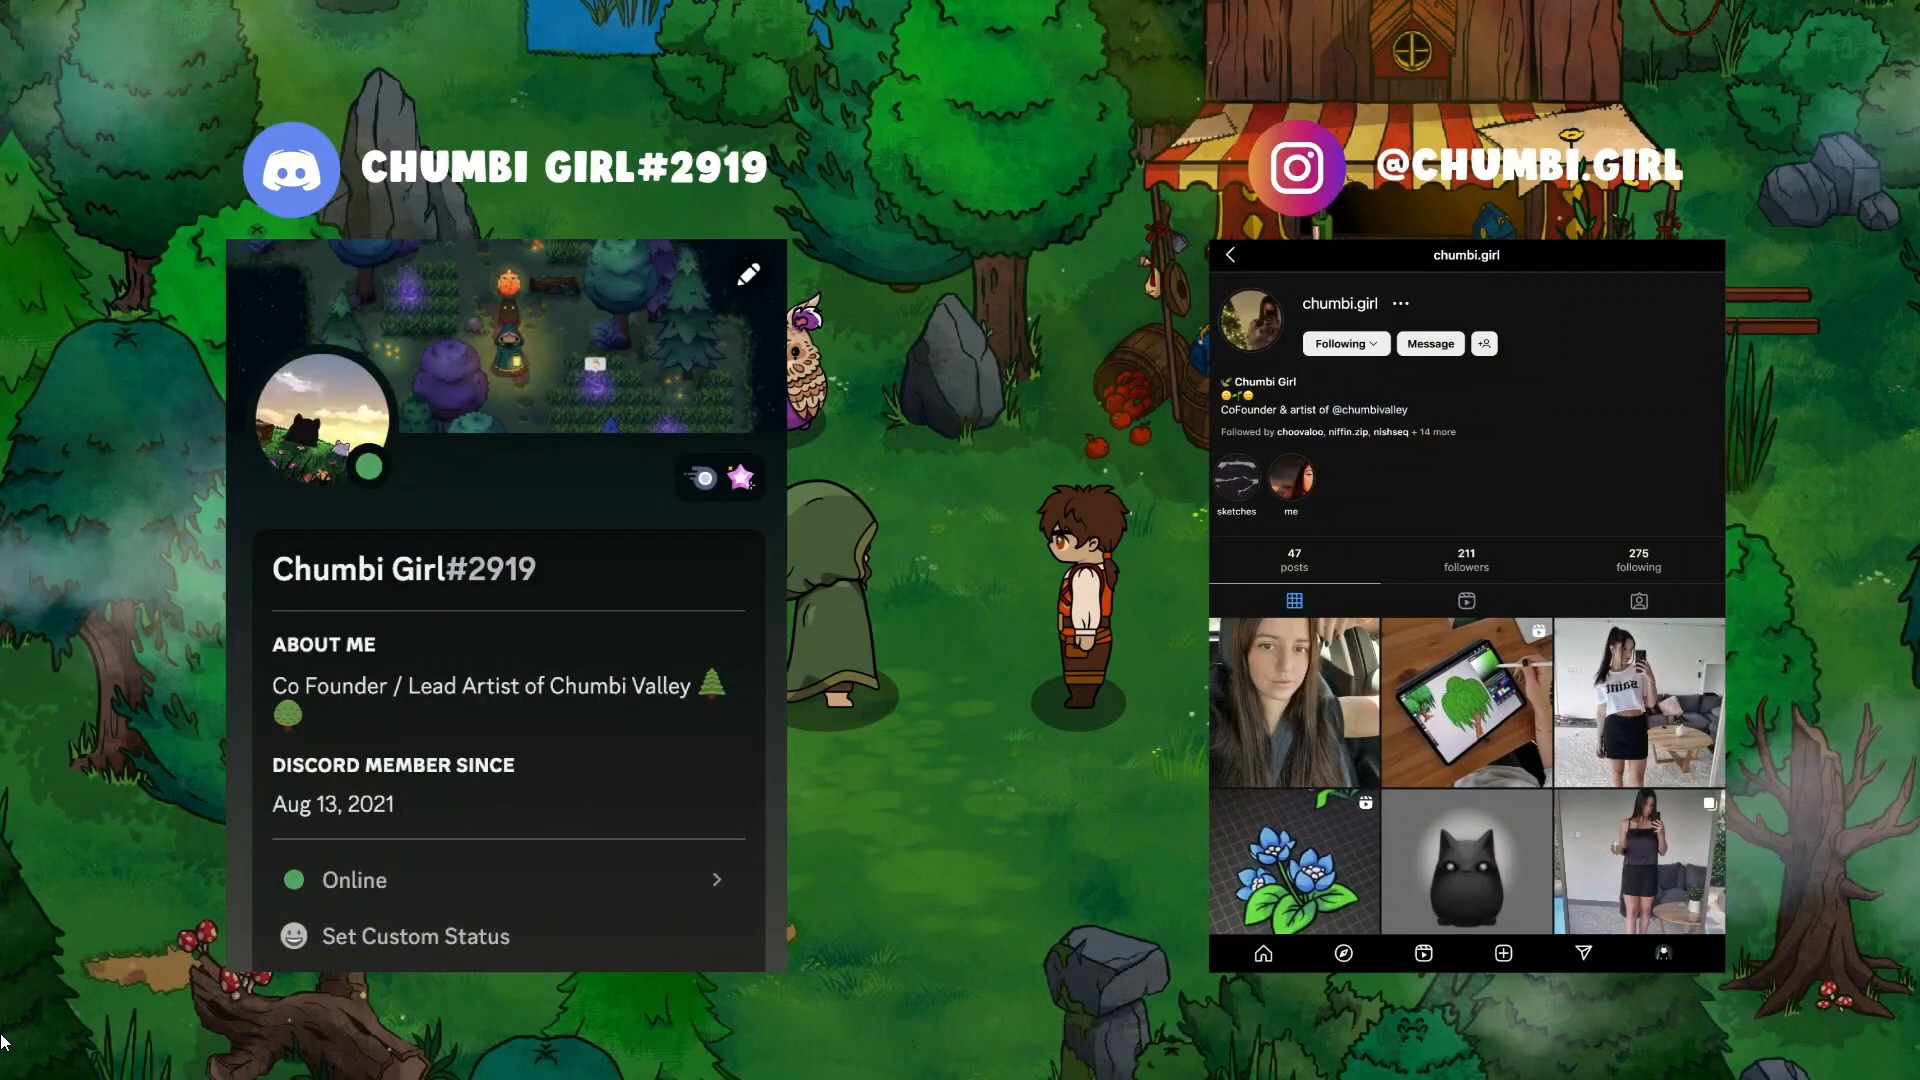 CHUMBI GIRL#2919
Chumbi Girl#2919
ABOUT ME
Co Founder / Lead Artist of Chumbi Valley
DISCORD MEMBER SINCE
Aug 13, 2021
Online
Set Custom Status
@CHUMBI.GIRL
chumbi.girl
chumbi.girl
Following
Message
Chumbi Girl
CoFounder & artist of @chumbivalley
Followed by choovaloo, niffin.zip, nishseq + 14 more
sketches
me
47
posts
211
followers
275
following